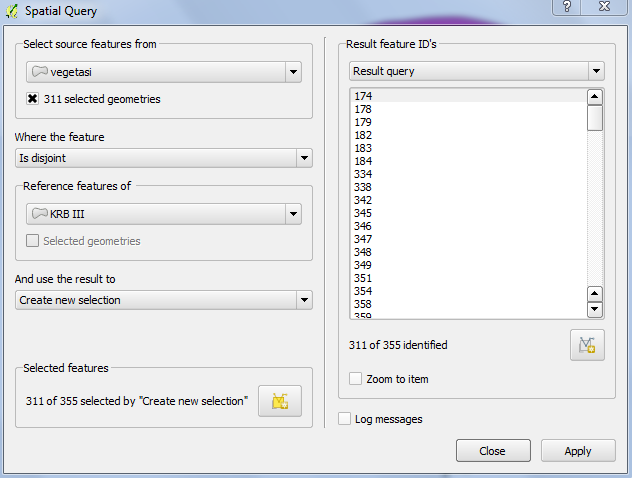 Spatial Query
?
Select source features from
vegetasi
311 selected geometries
Where the feature
Is disjoint
Reference features of
KRB III
Selected geometries
And use the result to
Create new selection
Selected features
311 of 355 selected by "Create new selection"
Result feature ID's
Result query
174
178
179
182
183
184
334
338
342
345
346
347
348
349
351
354
358
359
311 of 355 identified
Zoom to item
Log messages
Close
Apply